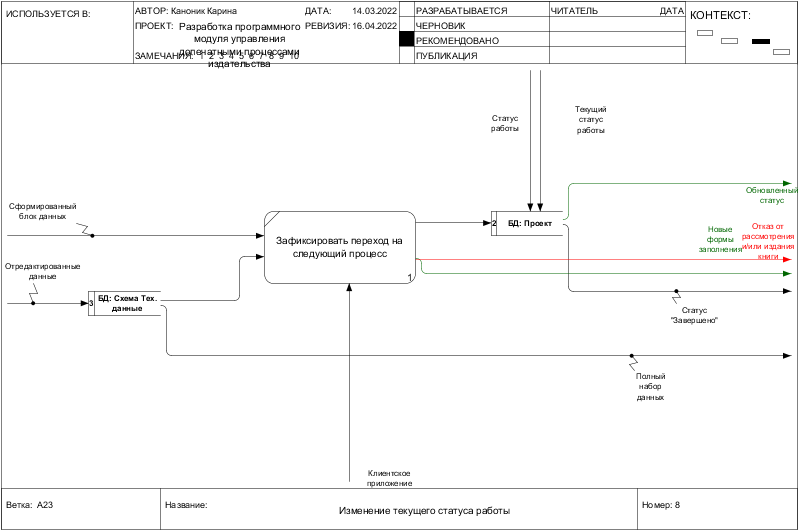 ИСПОЛЬЗУЕТСЯ В:
АВТОР: Каноник Карина
ДАТА: 14.03.2022
ПРОЕКТ: Разработка программного
модуля управления
допечатными процессами
издательства
РЕВИЗИЯ: 16.04.2022
ЗАМЕЧАНИЯ: 1 2 3 4 5 6 7 8 9 10
РАЗРАБАТЫВАЕТСЯ
ЧЕРНОВИК
РЕКОМЕНДОВАНО
ПУБЛИКАЦИЯ
ЧИТАТЕЛЬ
ДАТА
КОНТЕКСТ:
Статус
работы
Текущий
статус
работы
Обновленный
статус
Сформированный
блок данных
Зафиксировать переход на
следующий процесс
1
2
БД: Проект
Новые
формы
заполнения
Отказ от
рассмотрения
и/или издания
книги
Отредактированные
данные
3
БД: Схема Тех.
данные
Статус
"Завершено"
Полный
набор
данных
Клиентское
приложение
Ветка: A23
Название:
Изменение текущего статуса работы
Номер: 8